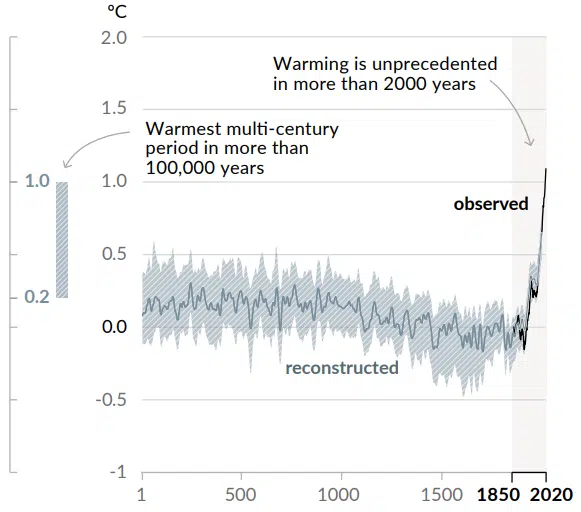 °C
2.0
Warming is unprecedented
in more than 2000 years
1.5
Warmest multi-century
period in more than
100,000 years
1.0
1.0
observed
0.5
0.2
0.0
reconstructed
-0.5
-1
1
500
1000
1500
1850
2020